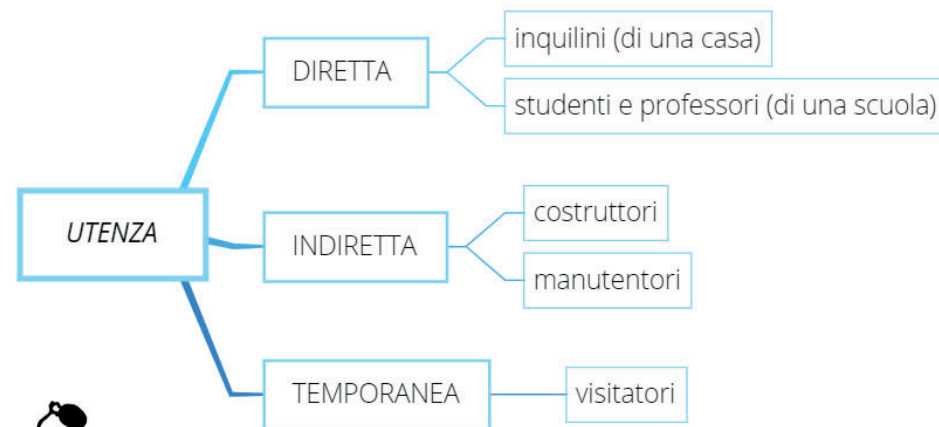 UTENZA
DIRETTA
inquilini (di una casa)
studenti e professori (di una scuola)
INDIRETTA
costruttori
manutentori
TEMPORANEA
visitatori